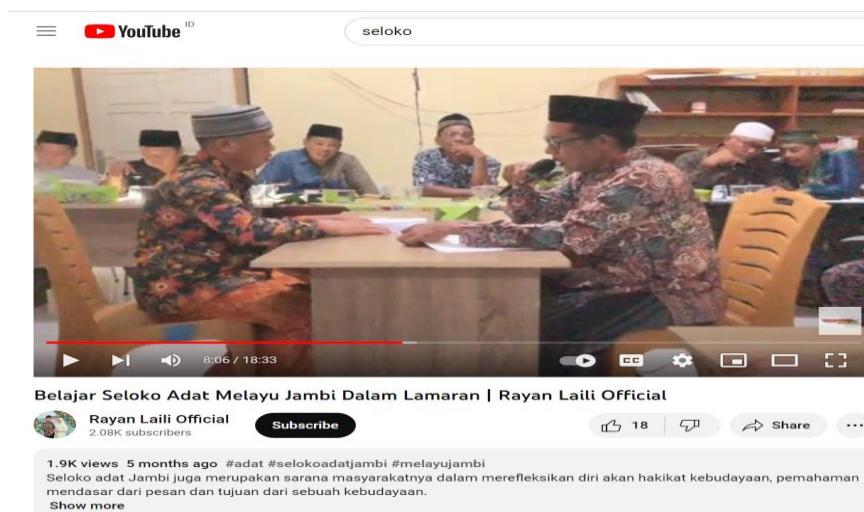 YouTube ID
seloko
8:06 / 18:33
CC
Belajar Seloko Adat Melayu Jambi Dalam Lamaran | Rayan Laili Official
Rayan Laili Official
2.08K subscribers
Subscribe
18
Share
1.9K views 5 months ago #adat #selokoadatjambi #melayujambi
Seloko adat Jambi juga merupakan sarana masyarakatnya dalam merefleksikan diri akan hakikat kebudayaan, pemahaman
mendasar dari pesan dan tujuan dari sebuah kebudayaan.
Show more